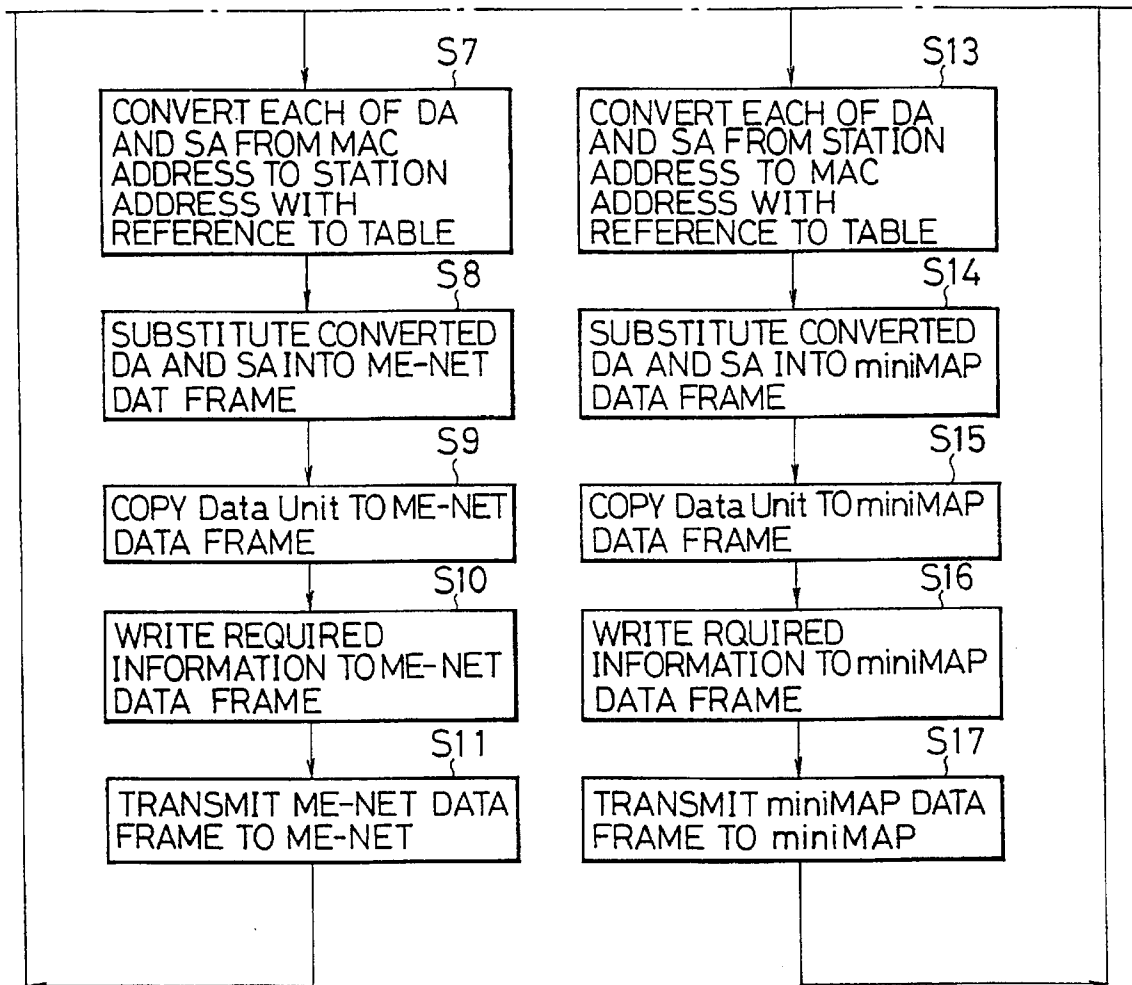 S7
CONVERT EACH OF DA
AND SA FROM MAC
ADDRESS TO STATION
ADDRESS WITH
REFERENCE TO TABLE
S8
SUBSTITUTE CONVERTED
DA AND SA INTO ME-NET
DAT FRAME
S9
COPY Data Unit TO ME-NET
DATA FRAME
S10
WRITE REQUIRED
INFORMATION TO ME-NET
DATA FRAME
S11
TRANSMIT ME-NET DATA
FRAME TO ME-NET
S13
CONVERT EACH OF DA
AND SA FROM STATION
ADDRESS TO MAC
ADDRESS WITH
REFERENCE TO TABLE
S14
SUBSTITUTE CONVERTED
DA AND SA INTO miniMAP
DATA FRAME
S15
COPY Data Unit TO miniMAP
DATA FRAME
S16
WRITE RQUIRED
INFORMATION TO miniMAP
DATA FRAME
S17
TRANSMIT miniMAP DATA
FRAME TO miniMAP